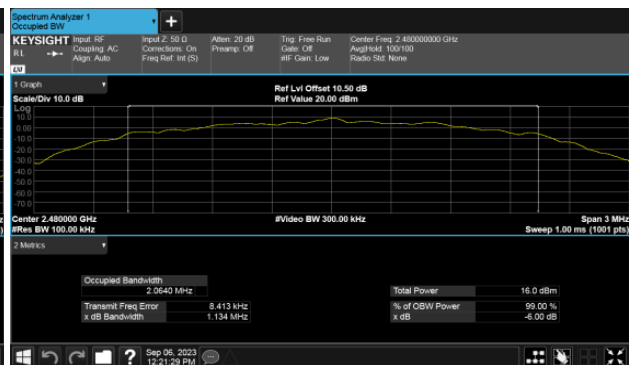 Spectrum Analyzer 1
Occupied BW
KEYSIGHT
R L
LXI
Input: RF
Coupling: AC
Align: Auto
Input Z: 50 Ω
Corrections: On
Freq Ref: Int (S)
Atten: 20 dB
Preamp: Off
Trig: Free Run
Gate: Off
#IF Gain: Low
Center Freq: 2.480000000 GHz
Avg|Hold: 100/100
Radio Std: None
1 Graph
Scale/Div 10.0 dB
Ref Lvl Offset 10.50 dB
Ref Value 20.00 dBm
Log
10.0
0.00
-10.0
-20.0
-30.0
-40.0
-50.0
-60.0
-70.0
Center 2.480000 GHz
#Res BW 100.00 kHz
#Video BW 300.00 kHz
Span 3 MHz
Sweep 1.00 ms (1001 pts)
2 Metrics
Occupied Bandwidth
2.0640 MHz
Transmit Freq Error 8.413 kHz
x dB Bandwidth 1.134 MHz
Total Power 16.0 dBm
% of OBW Power 99.00 %
x dB -6.00 dB
Sep 06, 2023
12:21:29 PM